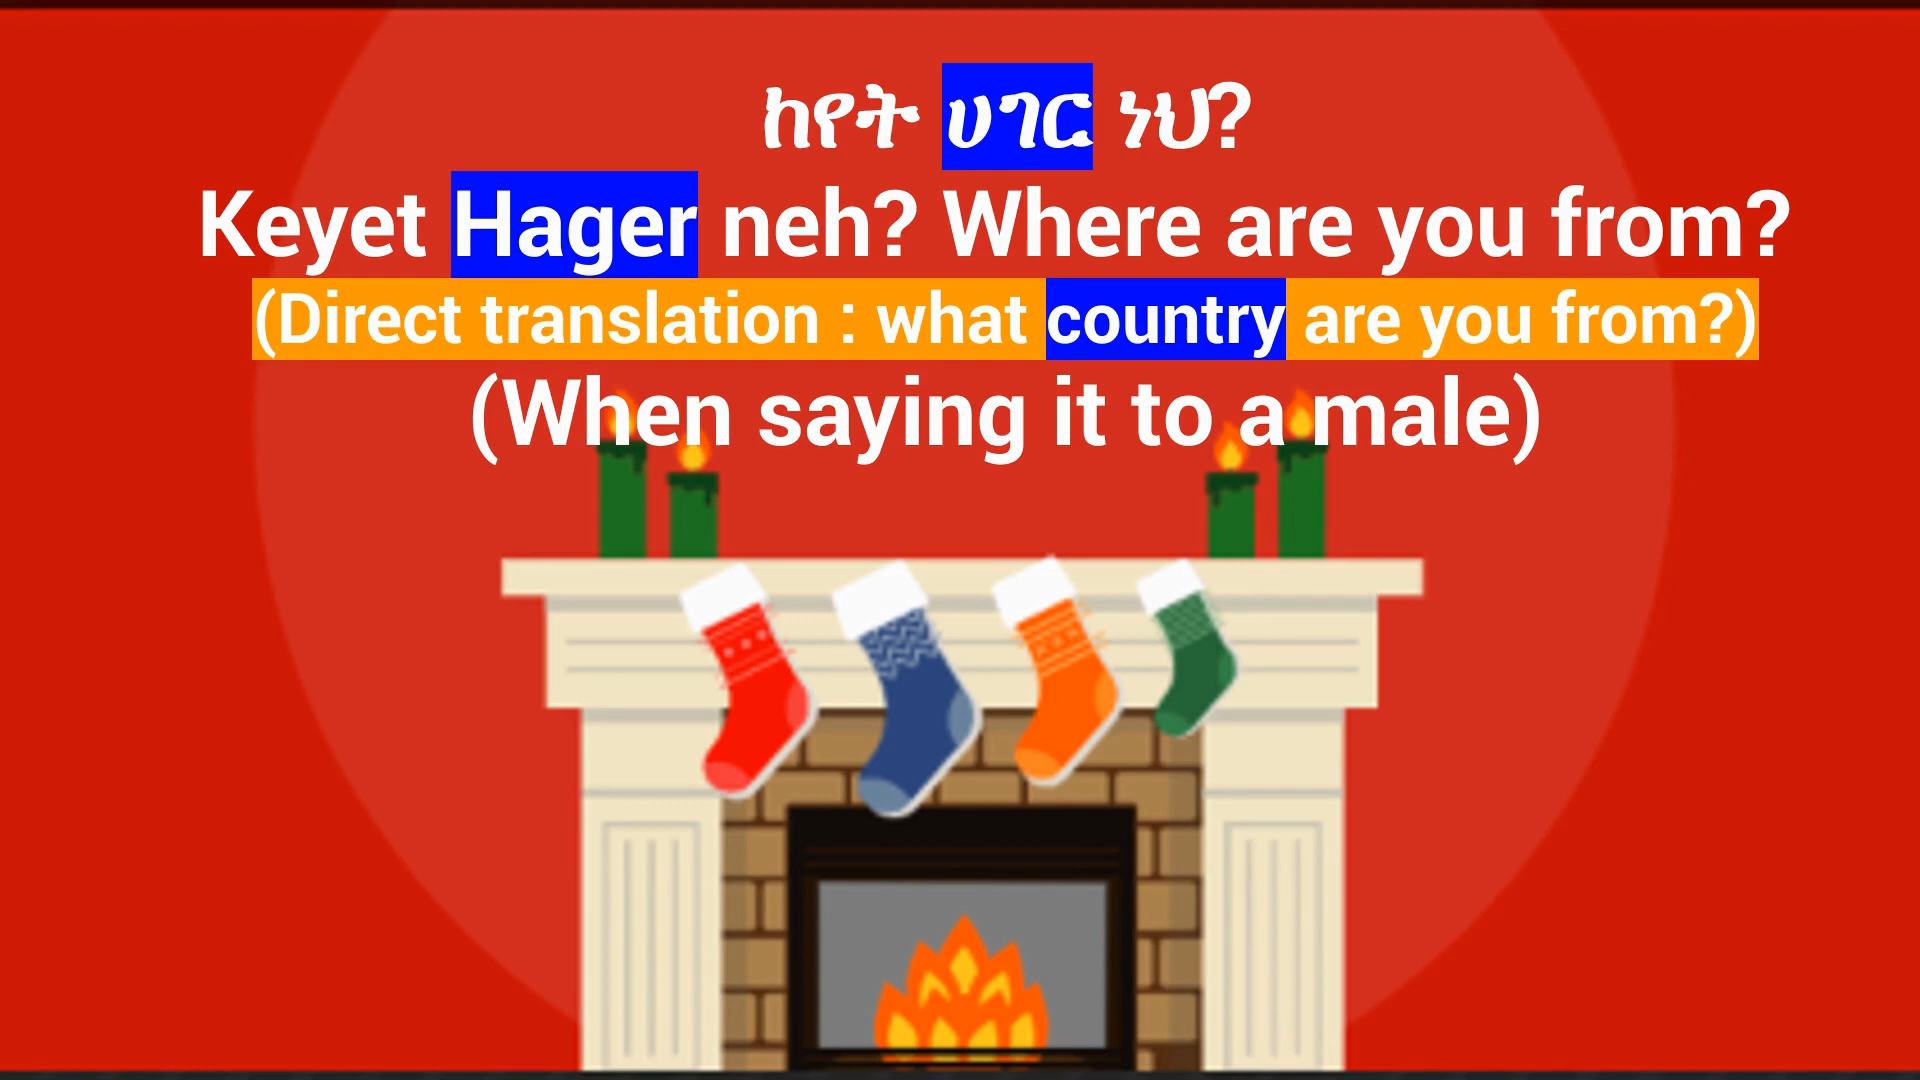 ከየት ሀገር ነህ?
Keyet Hager neh? Where are you from?
(Direct translation : what country are you from?)
(When saying it to a male)